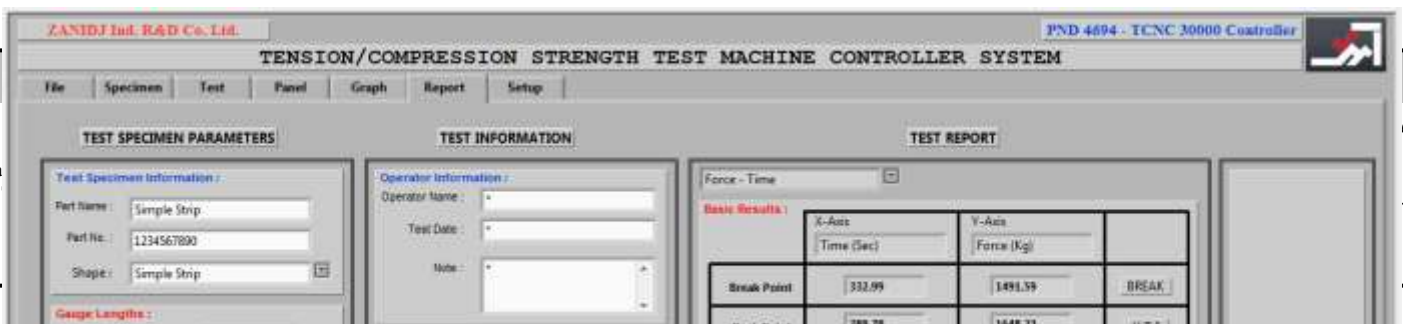 ZANIDJ Ind. R&D Co. Ltd.
PND 4694 - TCNC 30000 Controller
TENSION/COMPRESSION STRENGTH TEST MACHINE CONTROLLER SYSTEM
File Specimen Test Panel Graph Report Setup
TEST SPECIMEN PARAMETERS TEST INFORMATION TEST REPORT
Test Specimen Information :
Part Name : Simple Strip
Part No. : 1234567890
Shape : Simple Strip
Gauge Lengths :
Operator Information :
Operator Name : *
Test Date : *
Note : *
Force - Time
Basic Results :
X-Axis Y-Axis
Time (Sec) Force (Kg)
Break Point 332.99 1491.59 BREAK